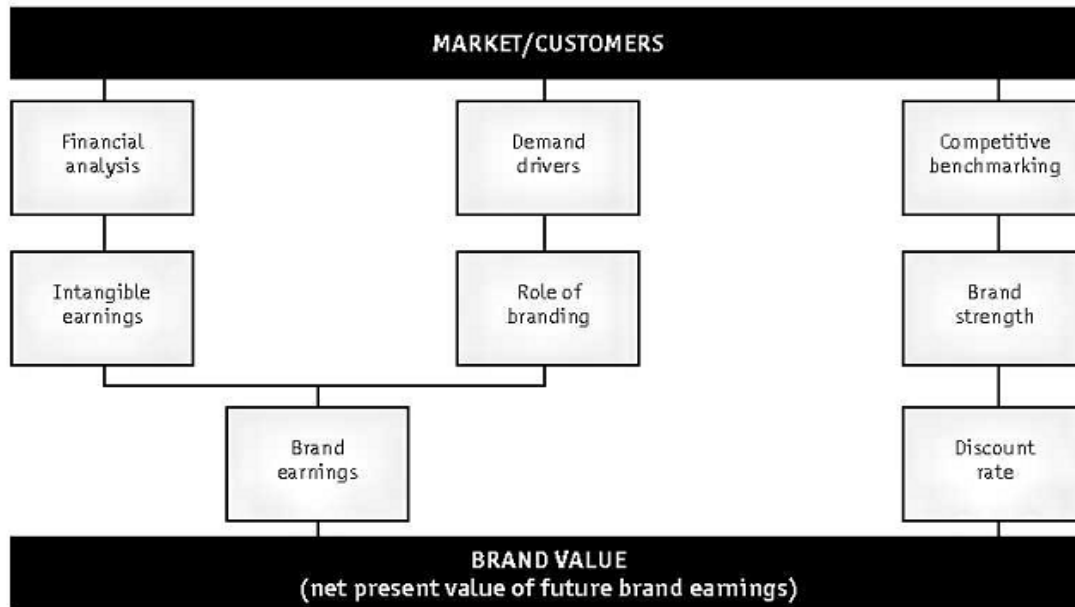 MARKET/CUSTOMERS
Financial
analysis
Demand
drivers
Competitive
benchmarking
Intangible
earnings
Role of
branding
Brand
strength
Brand
earnings
Discount
rate
BRAND VALUE
(net present value of future brand earnings)